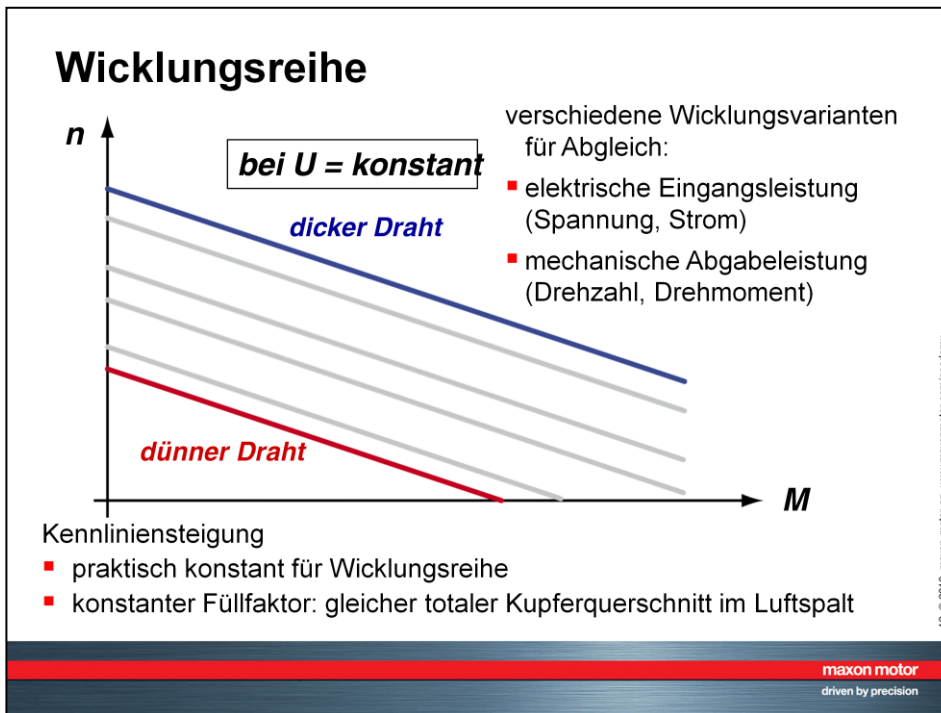 Wicklungsreihe
n
bei U = konstant
dicker Draht
dünner Draht
M
verschiedene Wicklungsvarianten
für Abgleich:
elektrische Eingangsleistung
(Spannung, Strom)
mechanische Abgabeleistung
(Drehzahl, Drehmoment)
Kennliniensteigung
praktisch konstant für Wicklungsreihe
konstanter Füllfaktor: gleicher totaler Kupferquerschnitt im Luftspalt
maxon motor
driven by precision